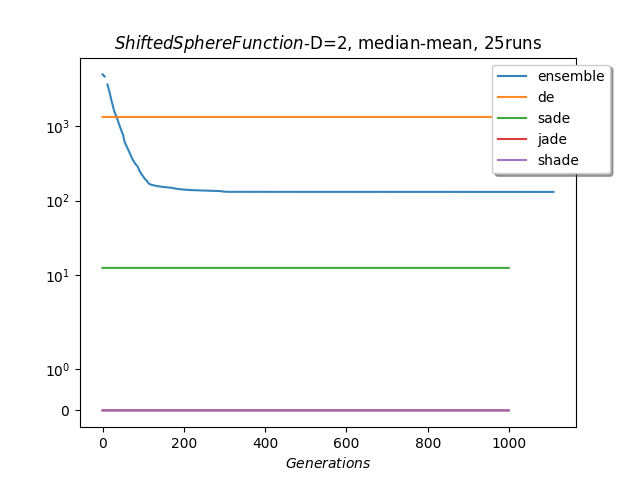 ShiftedSphereFunction-D=2, median-mean, 25runs
ensemble
de
sade
jade
shade
10³
10²
10¹
10⁰
0
0 200 400 600 800 1000
Generations